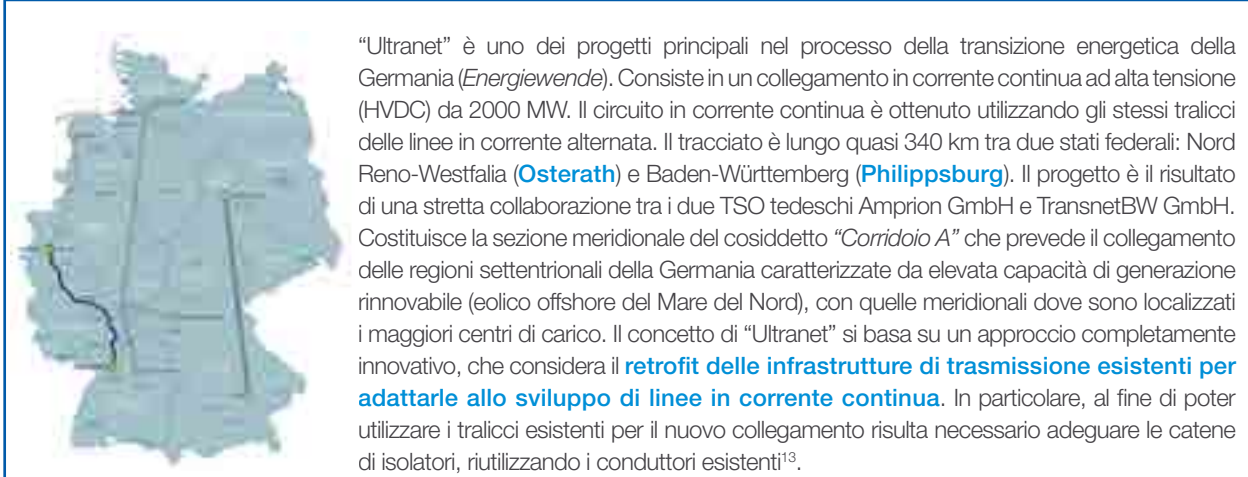 “Ultranet” è uno dei progetti principali nel processo della transizione energetica della
Germania (Energiewende). Consiste in un collegamento in corrente continua ad alta tensione
(HVDC) da 2000 MW. Il circuito in corrente continua è ottenuto utilizzando gli stessi tralicci
delle linee in corrente alternata. Il tracciato è lungo quasi 340 km tra due stati federali: Nord
Reno-Westfalia (Osterath) e Baden-Württemberg (Philippsburg). Il progetto è il risultato
di una stretta collaborazione tra i due TSO tedeschi Amprion GmbH e TransnetBW GmbH.
Costituisce la sezione meridionale del cosiddetto “Corridoio A” che prevede il collegamento
delle regioni settentrionali della Germania caratterizzate da elevata capacità di generazione
rinnovabile (eolico offshore del Mare del Nord), con quelle meridionali dove sono localizzati
i maggiori centri di carico. Il concetto di “Ultranet” si basa su un approccio completamente
innovativo, che considera il retrofit delle infrastrutture di trasmissione esistenti per
adattarle allo sviluppo di linee in corrente continua. In particolare, al fine di poter
utilizzare i tralicci esistenti per il nuovo collegamento risulta necessario adeguare le catene
di isolatori, riutilizzando i conduttori esistenti¹³.